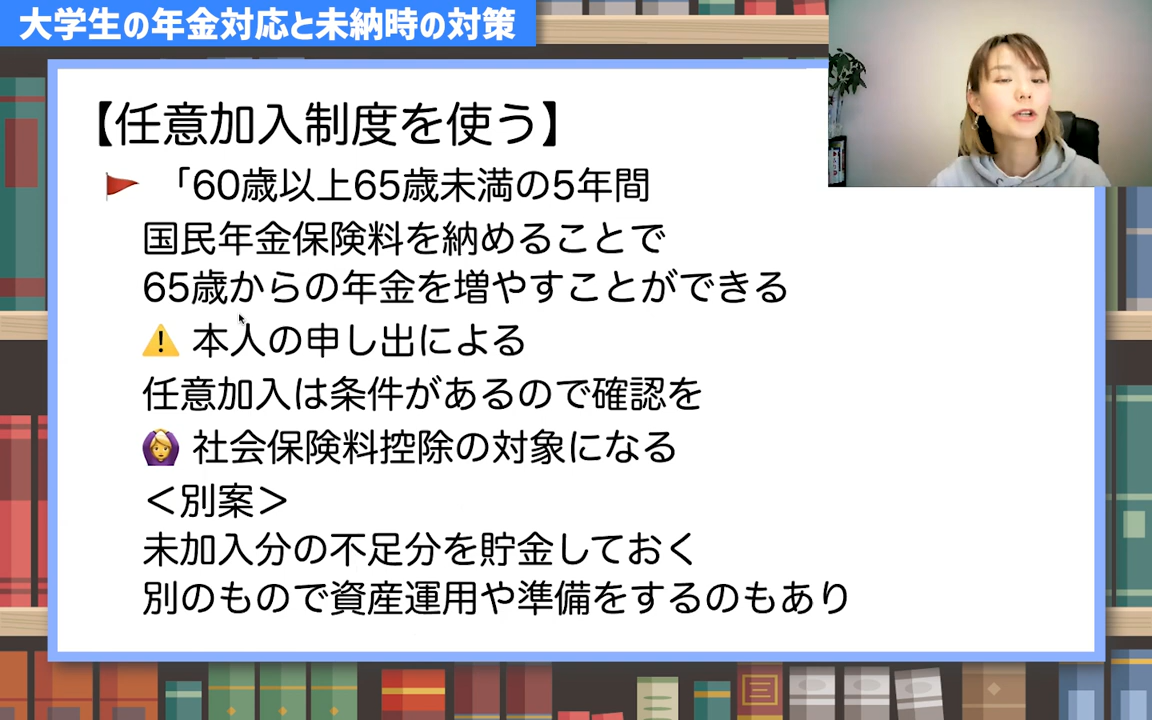 大学生の年金対応と未納時の対策
【任意加入制度を使う】
🚩 「60歳以上65歳未満の5年間
国民年金保険料を納めることで
65歳からの年金を増やすことができる
⚠️ 本人の申し出による
任意加入は条件があるので確認を
🙆‍♀️ 社会保険料控除の対象になる
＜別案＞
未加入分の不足分を貯金しておく
別のもので資産運用や準備をするのもあり